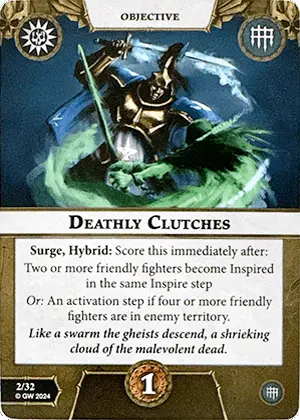 OBJECTIVE
DEATHLY CLUTCHES
Surge, Hybrid: Score this immediately after:
Two or more friendly fighters become Inspired
in the same Inspire step
Or: An activation step if four or more friendly
fighters are in enemy territory.
Like a swarm the gheists descend, a shrieking
cloud of the malevolent dead.
2/32
© GW 2024
1